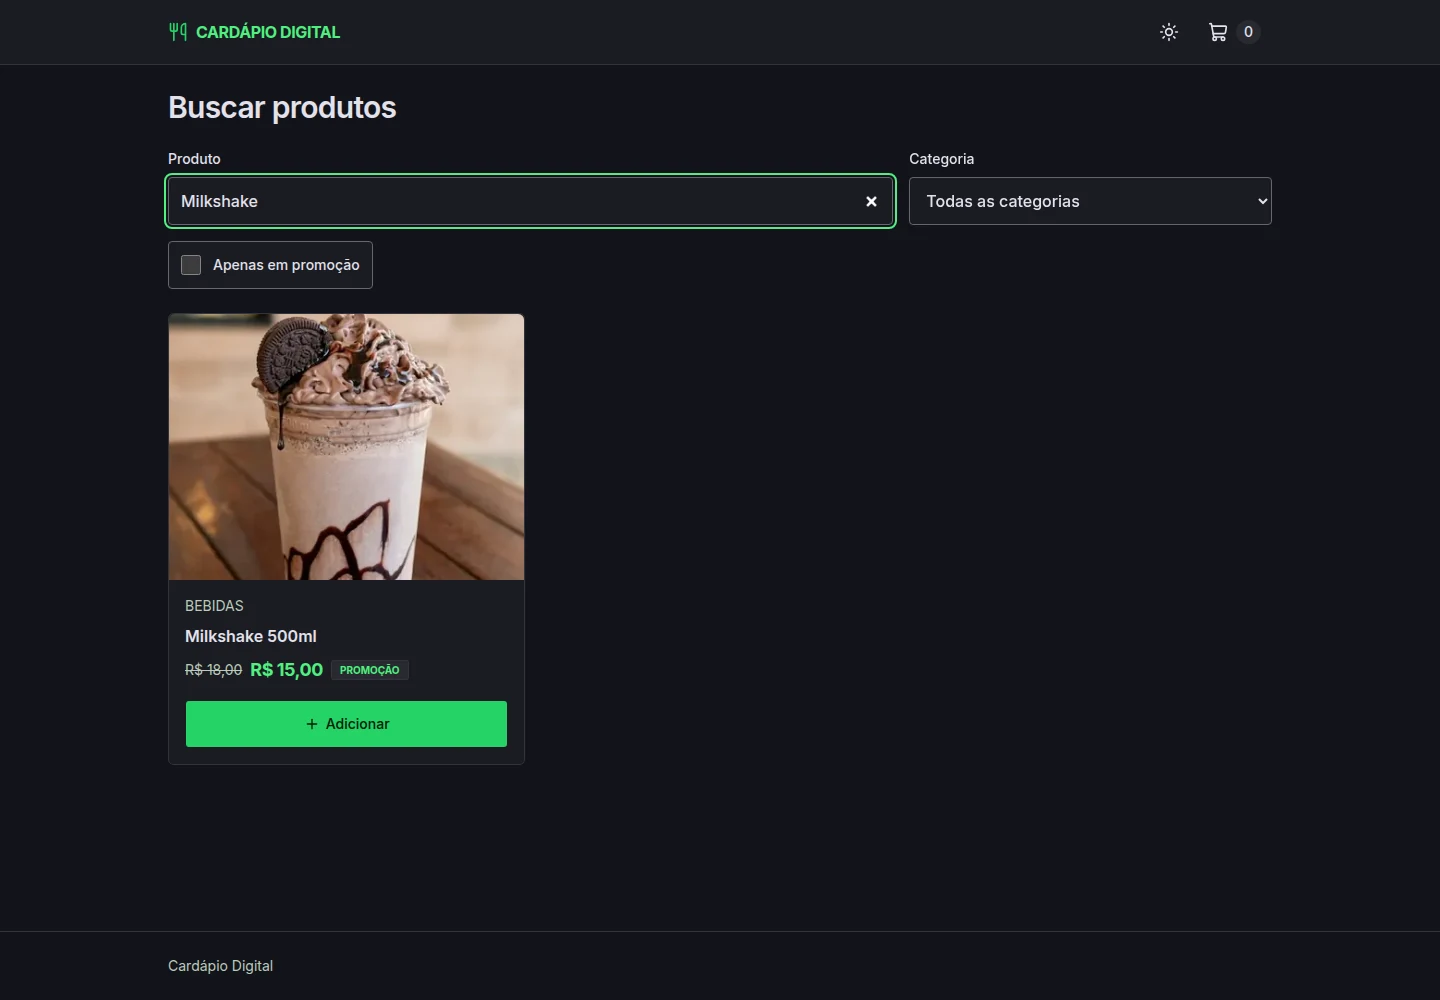 CARDÁPIO DIGITAL
0
Buscar produtos
Produto
Categoria
Milkshake
Todas as categorias
Apenas em promoção
BEBIDAS
Milkshake 500ml
R$ 18,00 R$ 15,00 PROMOÇÃO
+ Adicionar
Cardápio Digital